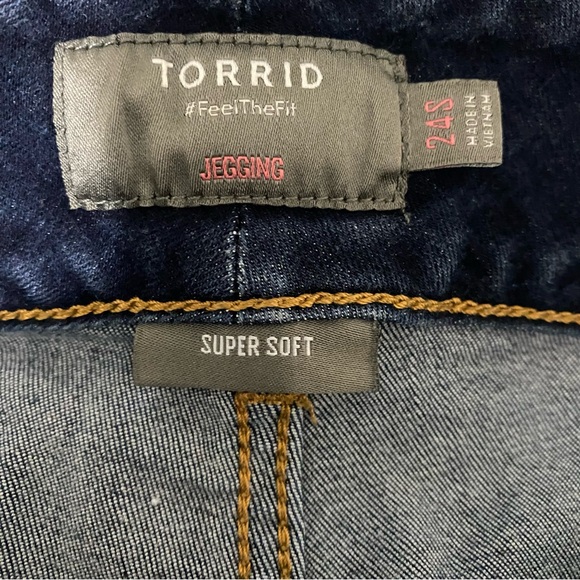 TORRID
#FeelTheFit
JEGGING
24S
MADE IN
VIETNAM
SUPER SOFT